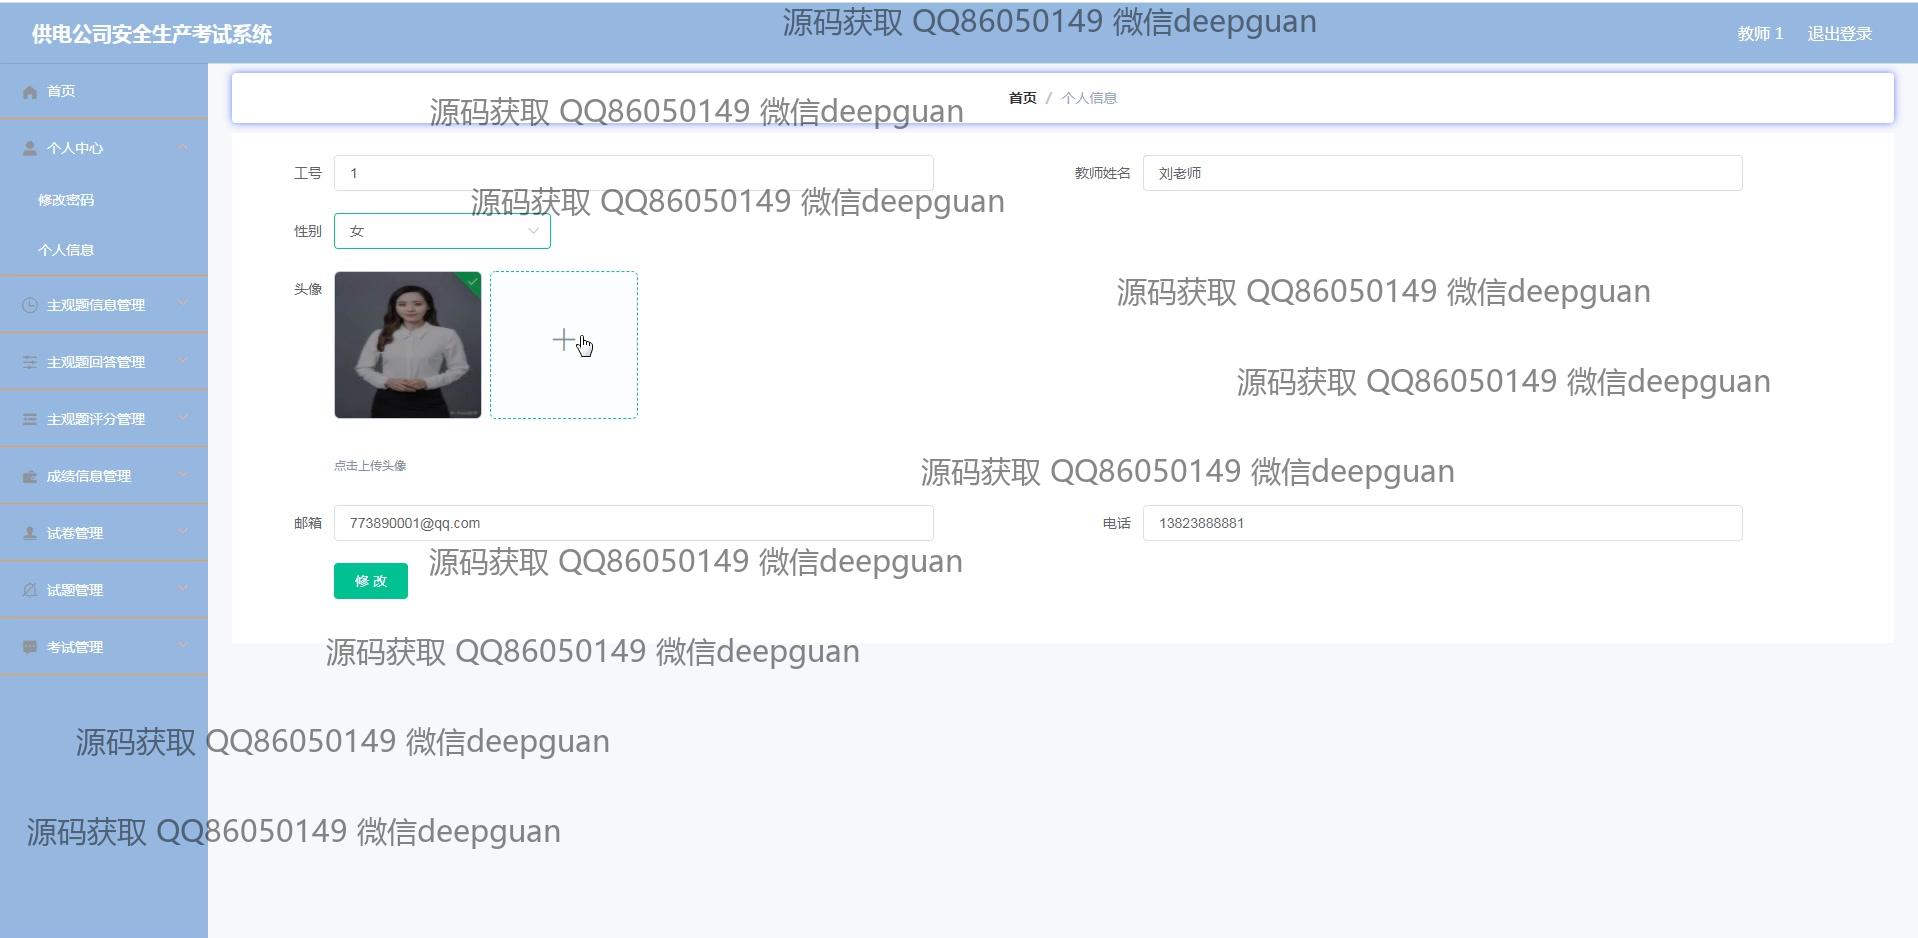 源码获取 QQ86050149 微信deepguan
供电公司安全生产考试系统
教师 1
退出登录
首页
首页 / 个人信息
源码获取 QQ86050149 微信deepguan
个人中心
工号
1
教师姓名
刘老师
修改密码
源码获取 QQ86050149 微信deepguan
性别
女
个人信息
头像
源码获取 QQ86050149 微信deepguan
主观题信息管理
主观题回答管理
源码获取 QQ86050149 微信deepguan
主观题评分管理
点击上传头像
源码获取 QQ86050149 微信deepguan
成绩信息管理
邮箱
773890001@qq.com
电话
13823888881
试卷管理
源码获取 QQ86050149 微信deepguan
修改
试题管理
考试管理
源码获取 QQ86050149 微信deepguan
源码获取 QQ86050149 微信deepguan
源码获取 QQ86050149 微信deepguan